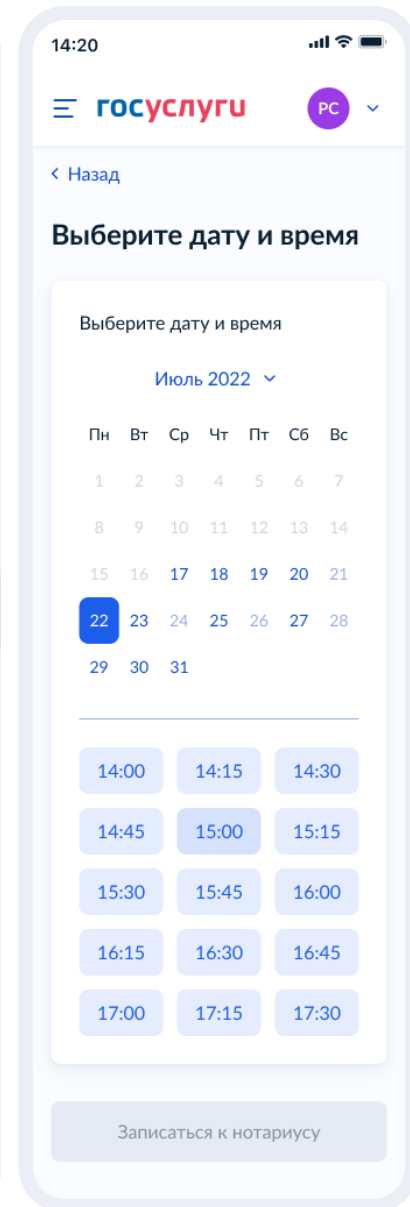 14:20
госуслуги
РС
Назад
Выберите дату и время
Выберите дату и время
Июль 2022
Пн Вт Ср Чт Пт Сб Вс
1 2 3 4 5 6 7
8 9 10 11 12 13 14
15 16 17 18 19 20 21
22 23 24 25 26 27 28
29 30 31
14:00 14:15 14:30
14:45 15:00 15:15
15:30 15:45 16:00
16:15 16:30 16:45
17:00 17:15 17:30
Записаться к нотариусу